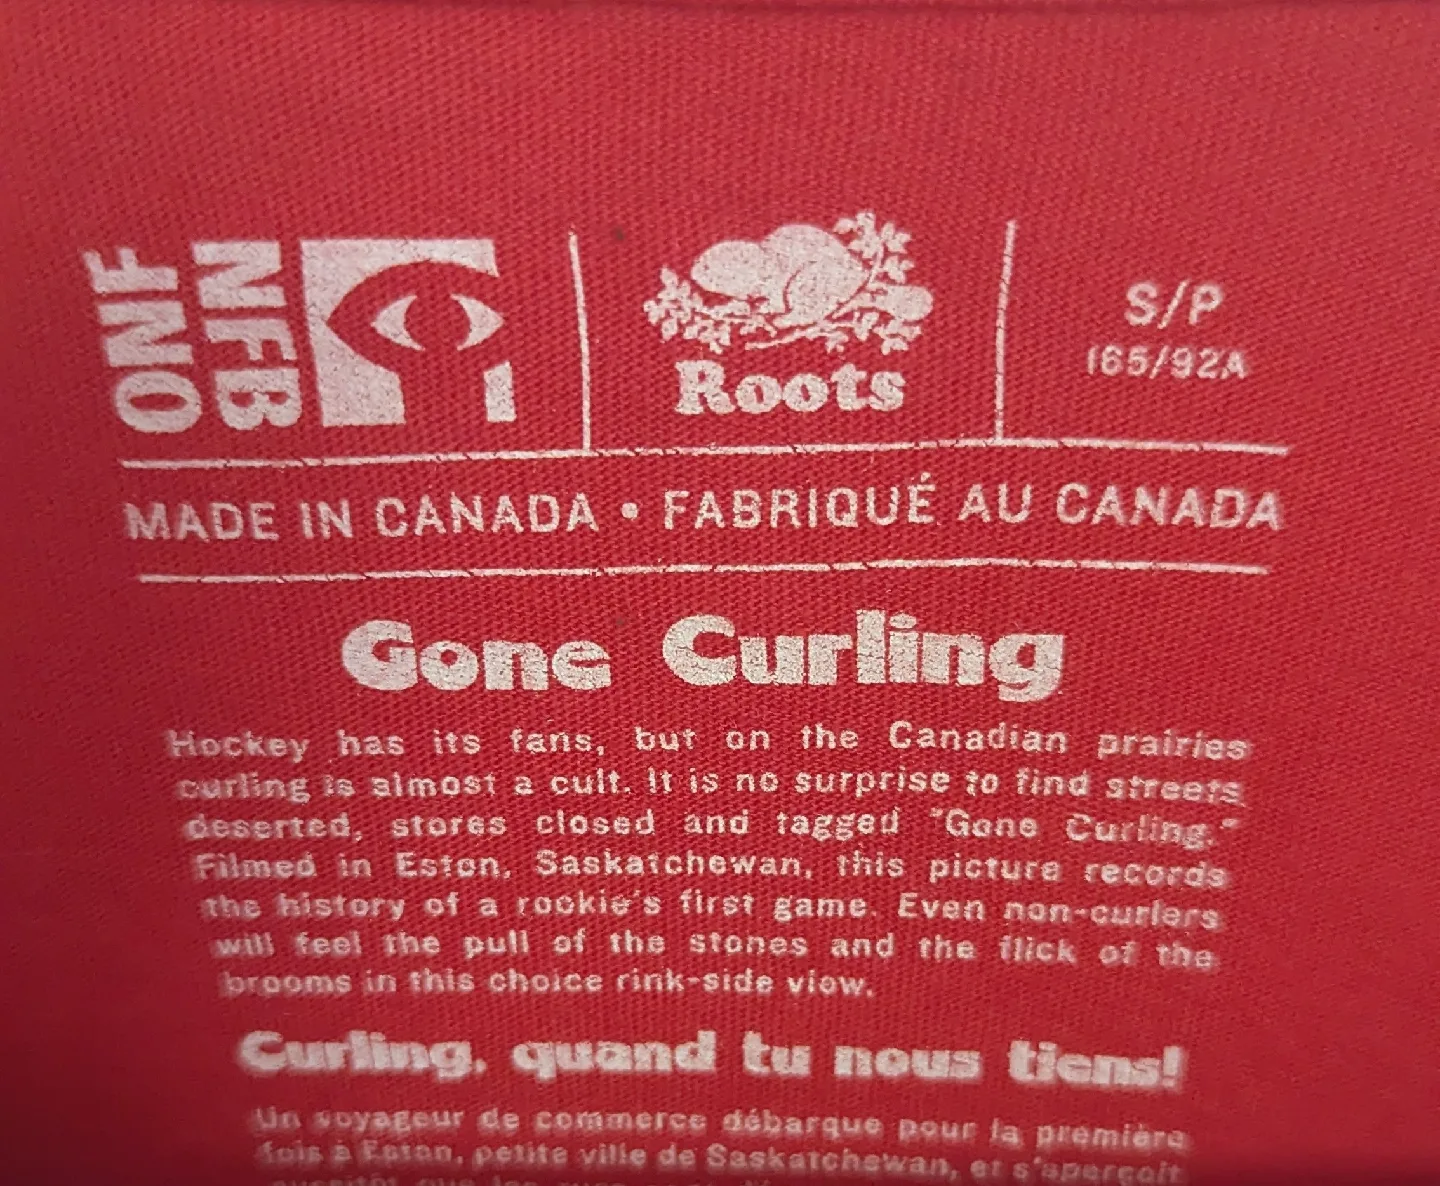 ONF
NFB
Roots
S/P
165/92A
MADE IN CANADA • FABRIQUÉ AU CANADA
Gone Curling
Hockey has its fans, but on the Canadian prairies
curling is almost a cult. It is no surprise to find streets
deserted, stores closed and tagged "Gone Curling."
Filmed in Eston, Saskatchewan, this picture records
the history of a rookie's first game. Even non-curlers
will feel the pull of the stones and the flick of the
brooms in this choice rink-side view.
Curling, quand tu nous tiens!
Un voyageur de commerce débarque pour la première
fois à Eston, petite ville de Saskatchewan, et s'aperçoit